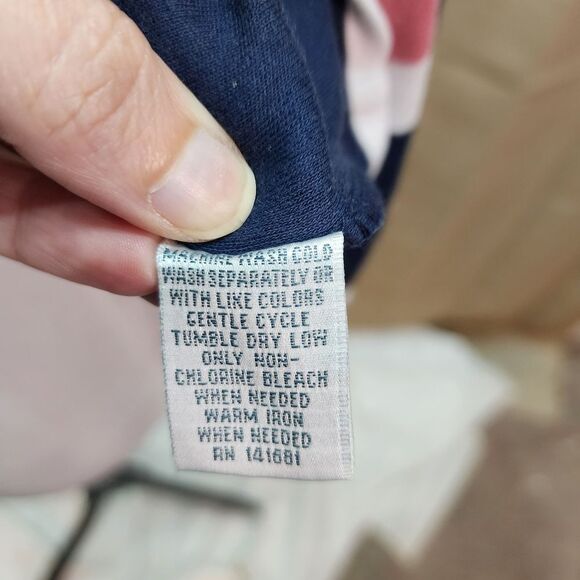 MACHINE WASH COLD
WASH SEPARATELY OR
WITH LIKE COLORS
GENTLE CYCLE
TUMBLE DRY LOW
ONLY NON-
CHLORINE BLEACH
WHEN NEEDED
WARM IRON
WHEN NEEDED
RN 141681